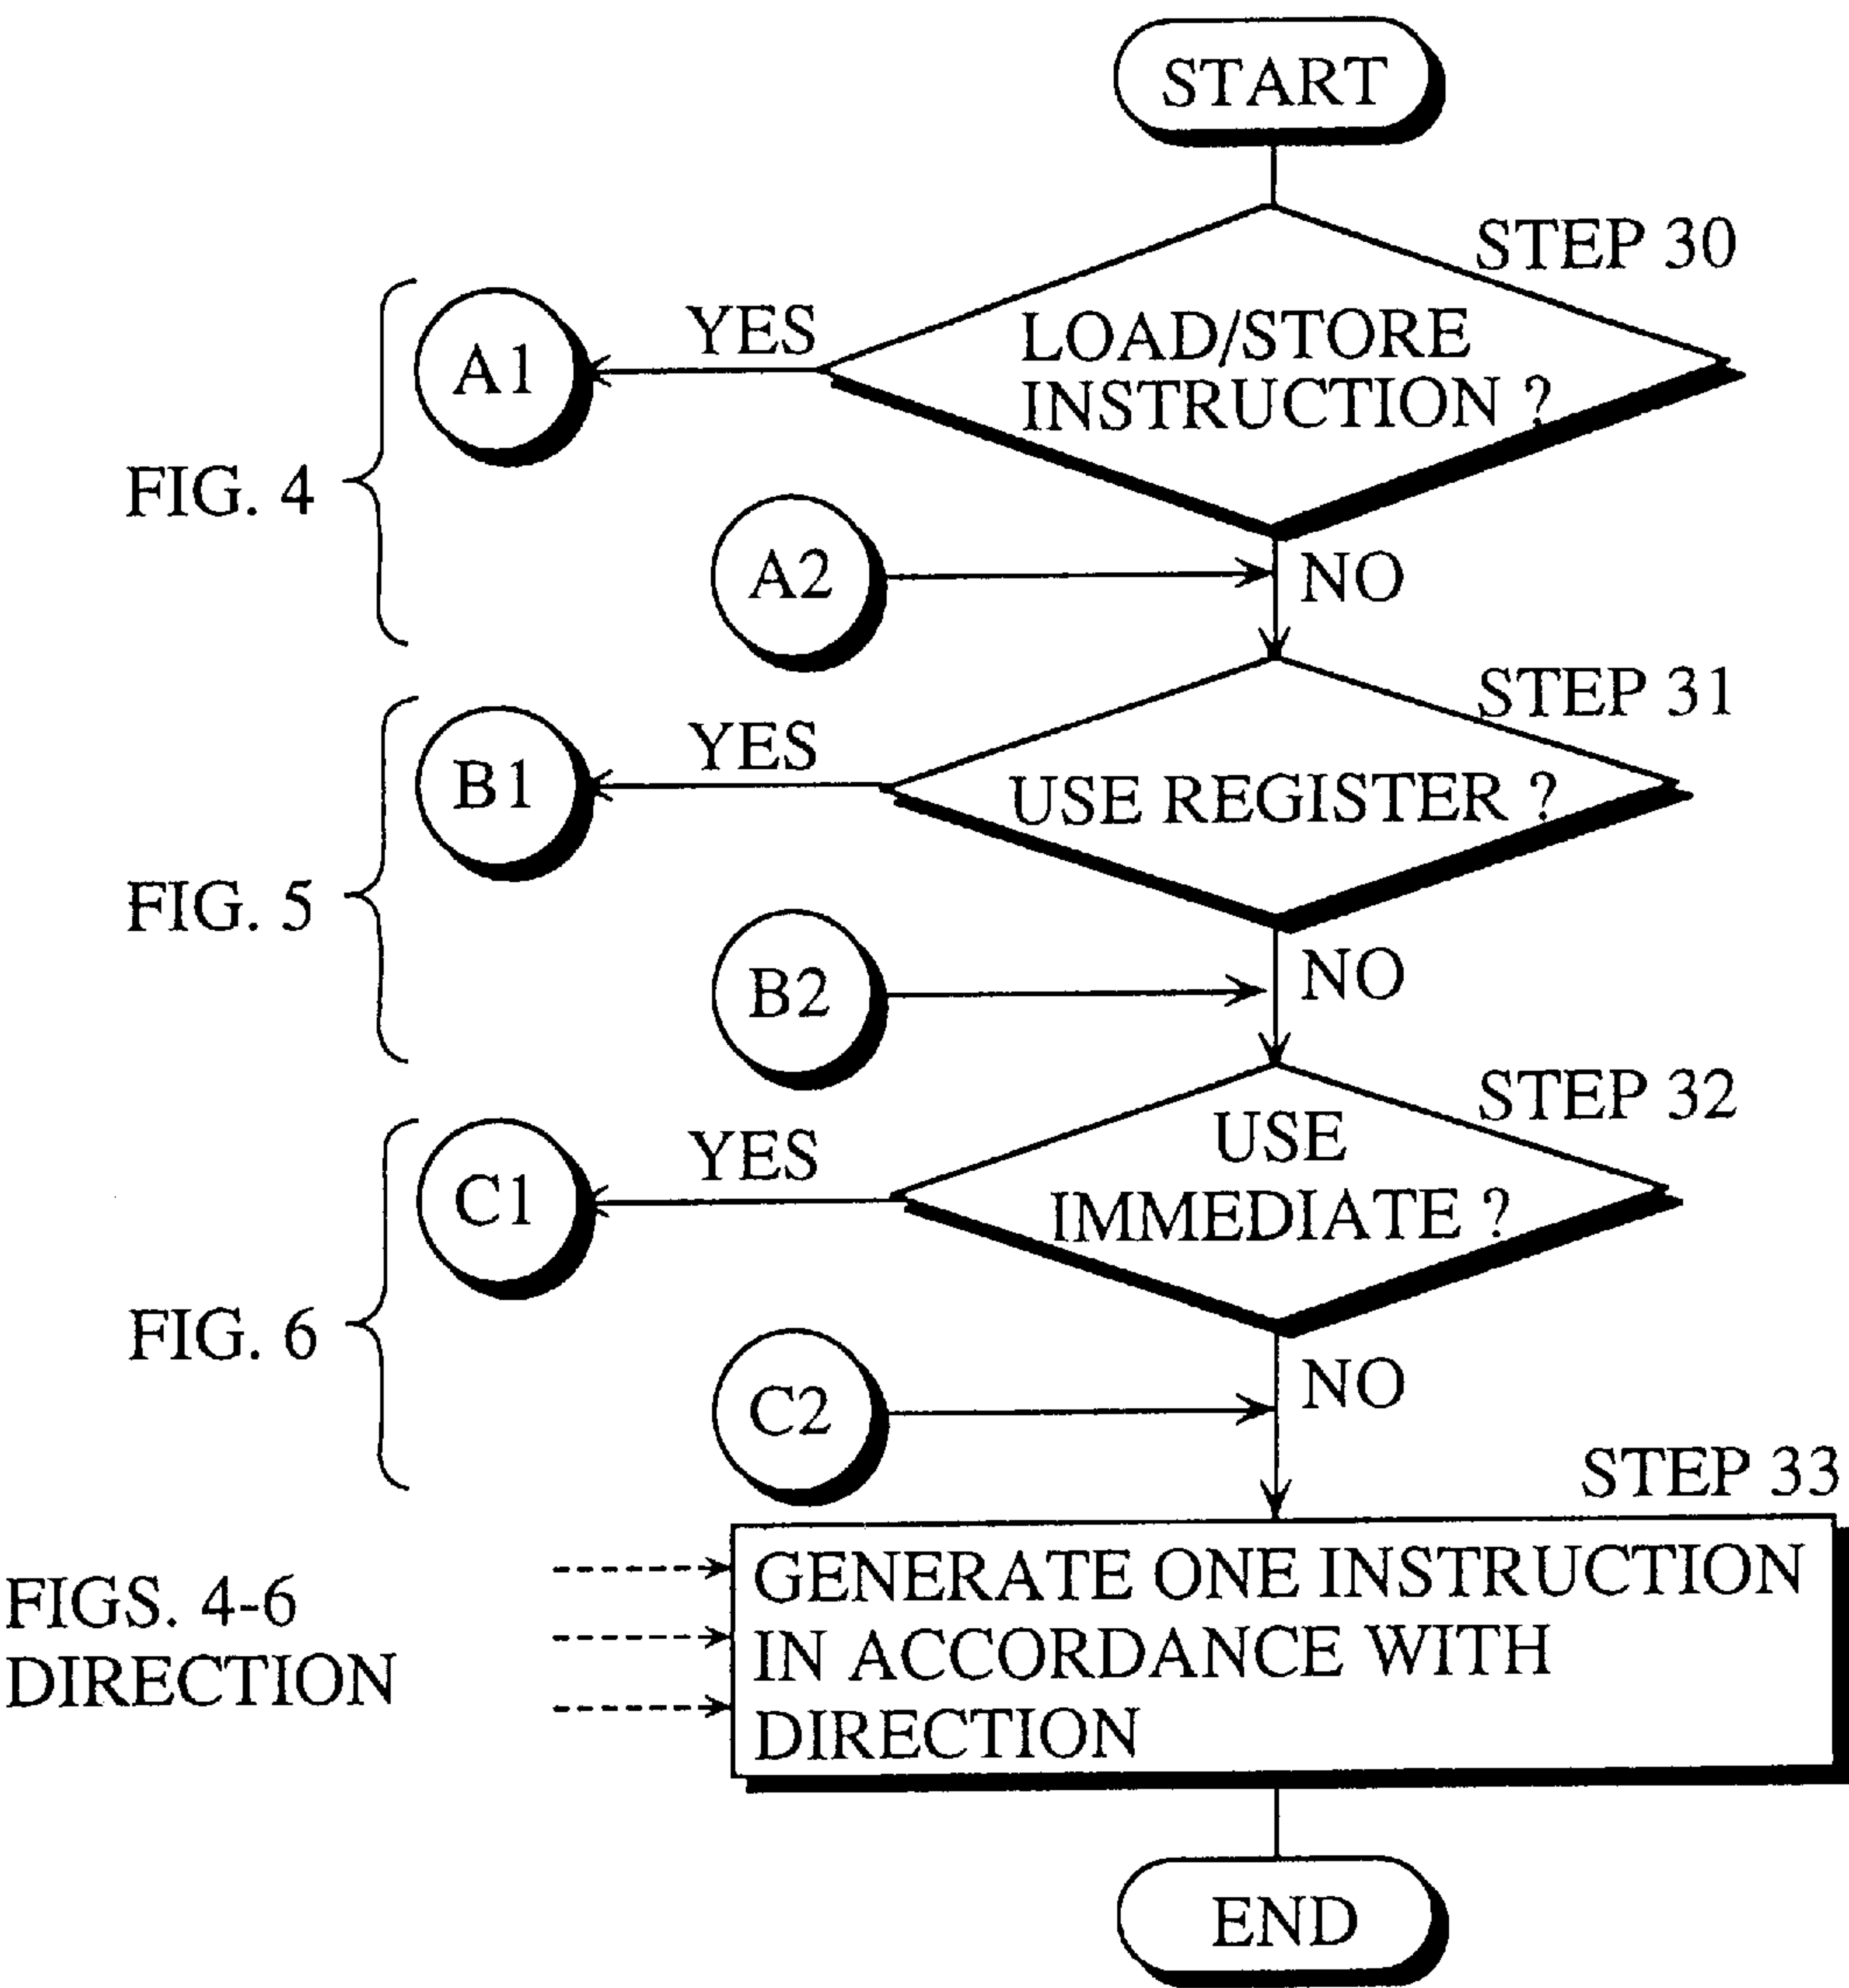 START
STEP 30
LOAD/STORE
INSTRUCTION ?
YES
A1
FIG. 4
A2
NO
STEP 31
USE REGISTER ?
YES
B1
FIG. 5
B2
NO
STEP 32
USE
IMMEDIATE ?
YES
C1
FIG. 6
C2
NO
STEP 33
GENERATE ONE INSTRUCTION
IN ACCORDANCE WITH
DIRECTION
FIGS. 4-6
DIRECTION
END